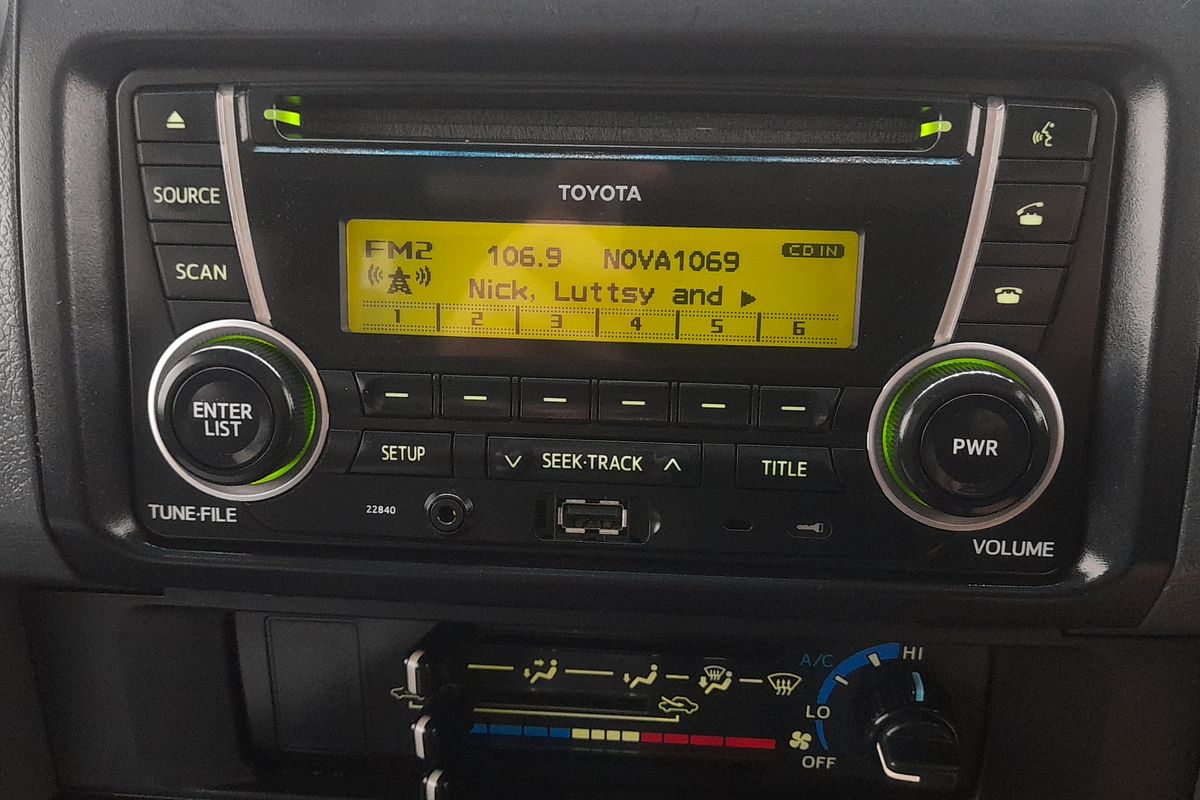 TOYOTA
SOURCE
SCAN
FM2 106.9 NOVA1069 CD IN
Nick, Luttsy and
1 2 3 4 5 6
ENTER
LIST
TUNE·FILE
SETUP
SEEK·TRACK
TITLE
PWR
VOLUME
22840
A/C
HI
LO
OFF